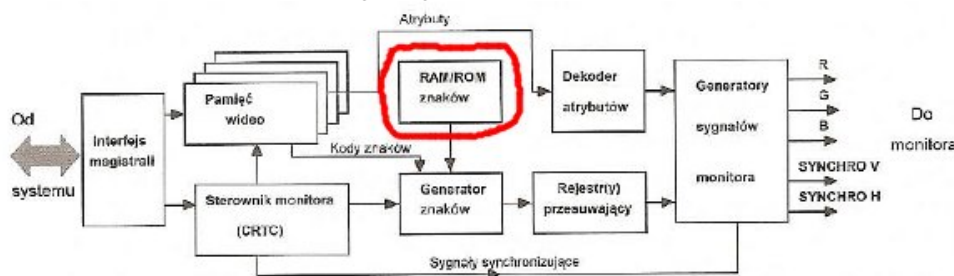 Atrybuty
RAM/ROM
znaków
Pamięć
wideo
Dekoder
atrybutów
Generatory
sygnałów
monitora
R
G
B
SYNCHRO V
SYNCHRO H
Do
monitora
Od
systemu
Interfejs
magistrali
Kody znaków
Sterownik monitora
(CRTC)
Generator
znaków
Rejestr(y)
przesuwający
Sygnały synchronizujące